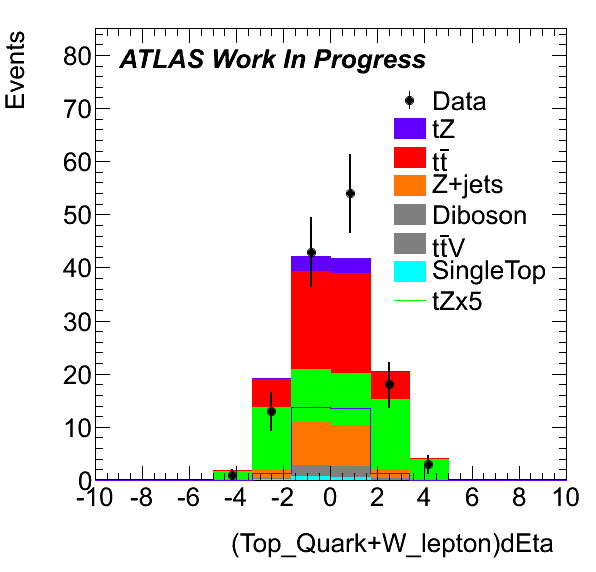 Events
80
70
60
50
40
30
20
10
0
ATLAS Work In Progress
Data
tZ
tt̄
Z+jets
Diboson
tt̄V
SingleTop
tZx5
-10 -8 -6 -4 -2 0 2 4 6 8 10
(Top_Quark+W_lepton)dEta